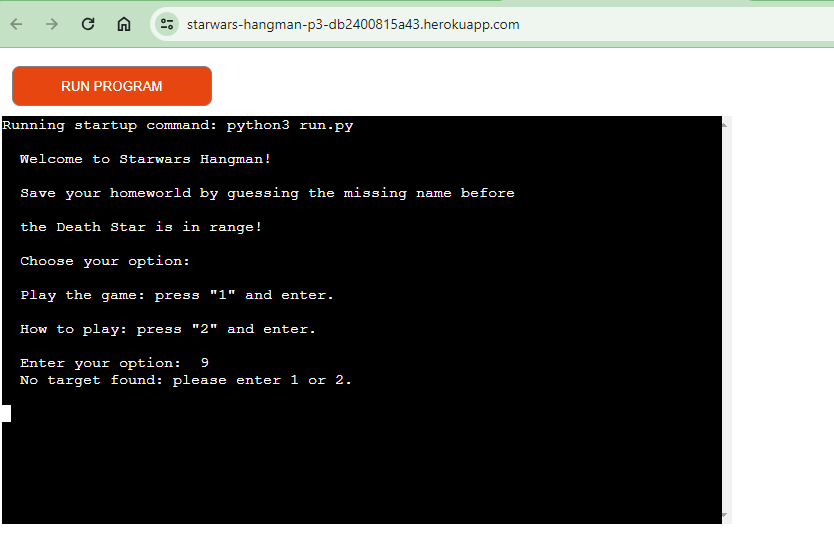 starwars-hangman-p3-db2400815a43.herokuapp.com
RUN PROGRAM
Running startup command: python3 run.py
Welcome to Starwars Hangman!
Save your homeworld by guessing the missing name before
the Death Star is in range!
Choose your option:
Play the game: press "1" and enter.
How to play: press "2" and enter.
Enter your option:  9
No target found: please enter 1 or 2.